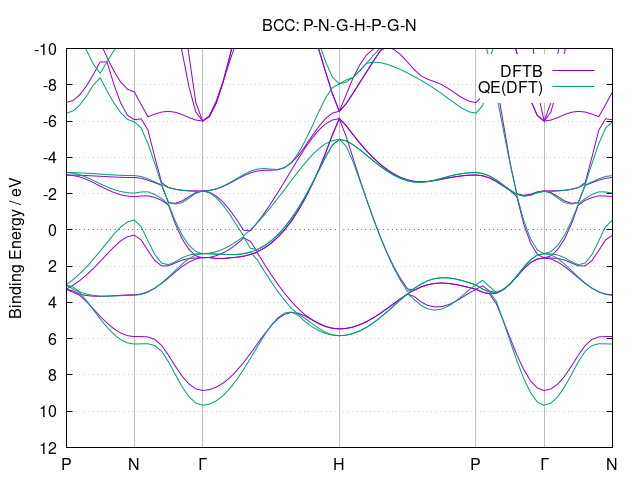 BCC: P-N-G-H-P-G-N
DFTB
QE(DFT)
Binding Energy / eV
-10
-8
-6
-4
-2
0
2
4
6
8
10
12
P N Γ H P Γ N